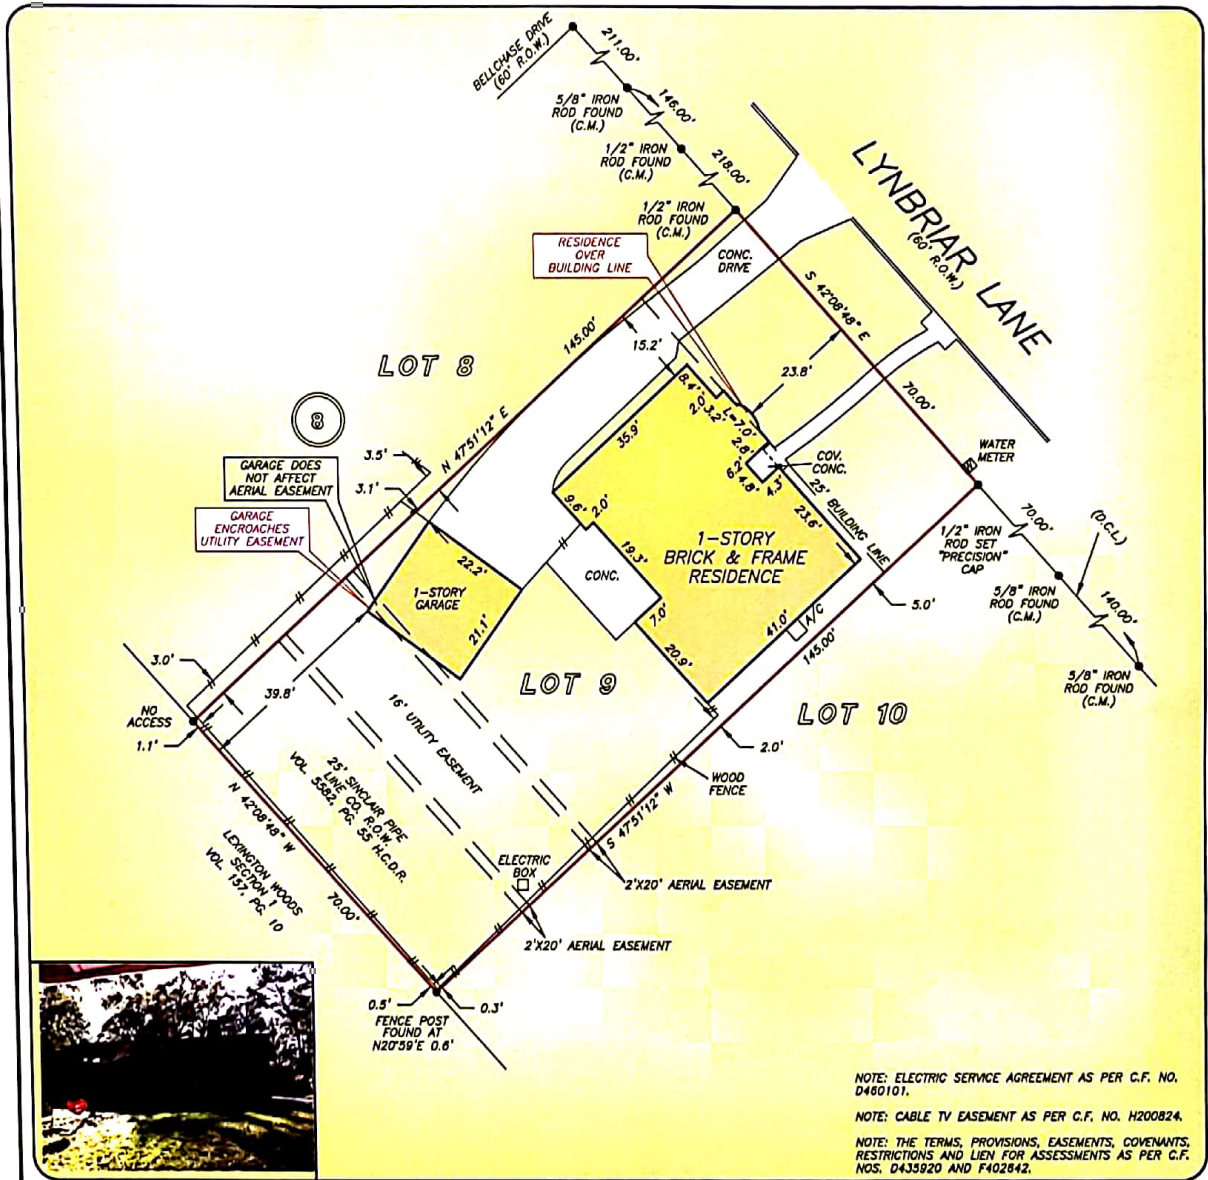 BELLCHASE DRIVE
(60' R.O.W.)
211.00'
5/8" IRON
ROD FOUND
(C.M.)
146.00'
1/2" IRON
ROD FOUND
(C.M.)
218.00'
1/2" IRON
ROD FOUND
(C.M.)
LYNBRIAR LANE
(60' R.O.W.)
RESIDENCE
OVER
BUILDING LINE
CONC.
DRIVE
S 42°08'48" E
70.00'
145.00'
N 47°51'12" E
15.2'
23.8'
LOT 8
8
8.4'
2.0'
3.2'
L=7.0'
2.8'
6.2'
4.8'
4.3'
COV.
CONC.
WATER
METER
35.9'
25' BUILDING LINE
23.6'
3.5'
3.1'
GARAGE DOES
NOT AFFECT
AERIAL EASEMENT
GARAGE
ENCROACHES
UTILITY EASEMENT
9.6'
2.0'
19.3'
CONC.
7.0'
20.9'
1-STORY
BRICK & FRAME
RESIDENCE
41.0'
A/C
22.2'
1-STORY
GARAGE
21.1'
1/2" IRON
ROD SET
"PRECISION"
CAP
70.00'
(D.C.L.)
5/8" IRON
ROD FOUND
(C.M.)
140.00'
5/8" IRON
ROD FOUND
(C.M.)
5.0'
145.00'
3.0'
39.8'
NO
ACCESS
1.1'
LOT 9
LOT 10
16' UTILITY EASEMENT
2.0'
WOOD
FENCE
S 47°51'12" W
25' SINCLAIR PIPE
LINE CO. R.O.W.
VOL. 5582, PG. 55 H.C.D.R.
N 42°08'48" W
70.00'
LEXINGTON WOODS
SECTION 1
VOL. 157, PG. 10
ELECTRIC
BOX
2'X20' AERIAL EASEMENT
2'X20' AERIAL EASEMENT
0.5'
0.3'
FENCE POST
FOUND AT
N20°59'E 0.6'
NOTE: ELECTRIC SERVICE AGREEMENT AS PER C.F. NO.
D460101.
NOTE: CABLE TV EASEMENT AS PER C.F. NO. H200824.
NOTE: THE TERMS, PROVISIONS, EASEMENTS, COVENANTS,
RESTRICTIONS AND LIEN FOR ASSESSMENTS AS PER C.F.
NOS. D435920 AND F402642.